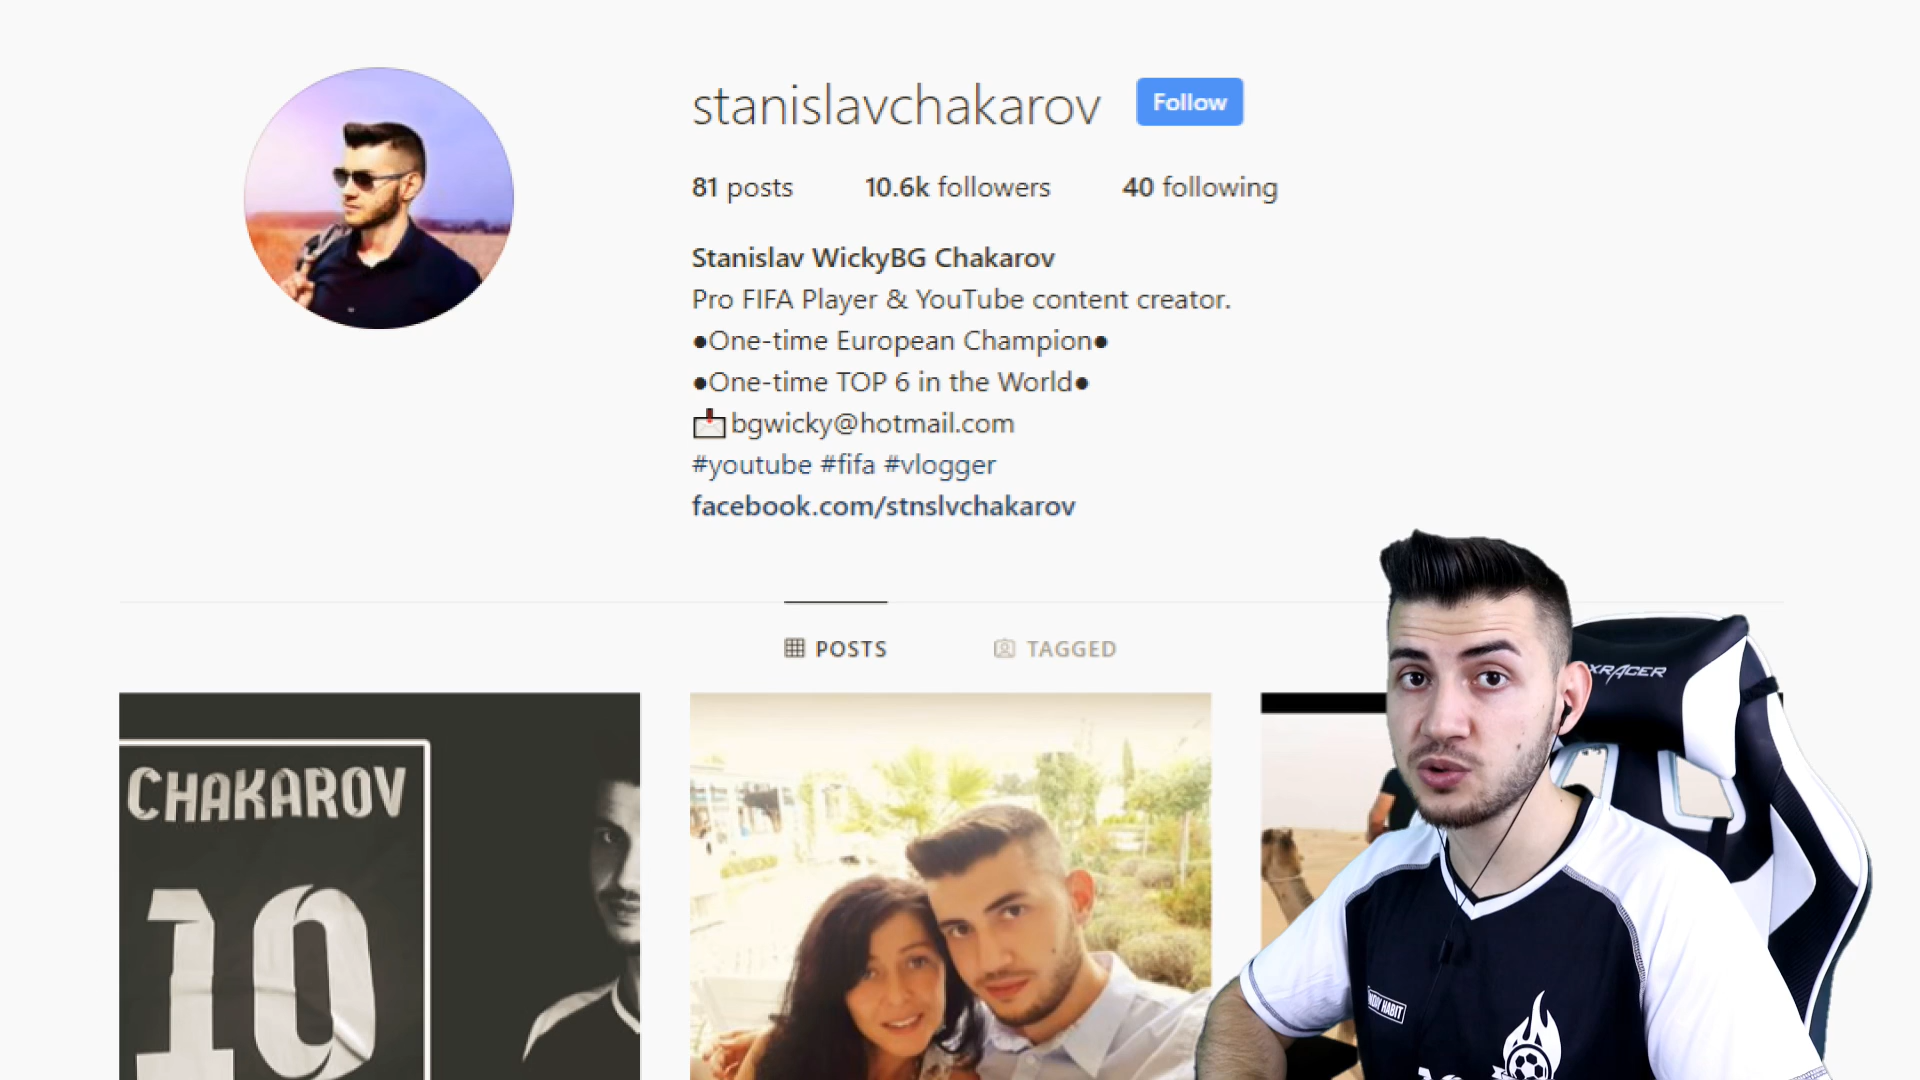 stanislavchakarov Follow
81 posts 10.6k followers 40 following
Stanislav WickyBG Chakarov
Pro FIFA Player & YouTube content creator.
●One-time European Champion●
●One-time TOP 6 in the World●
📩bgwicky@hotmail.com
#youtube #fifa #vlogger
facebook.com/stnslvchakarov
POSTS TAGGED
XRACER
CHAKAROV
10
HABIT